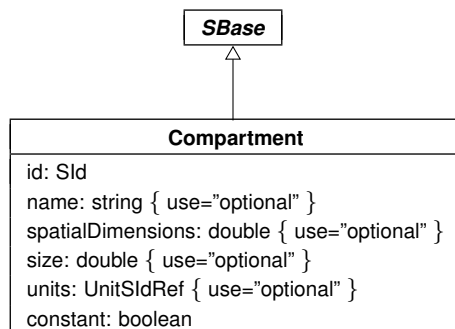 SBase
Compartment
id: SId
name: string { use="optional" }
spatialDimensions: double { use="optional" }
size: double { use="optional" }
units: UnitSIdRef { use="optional" }
constant: boolean